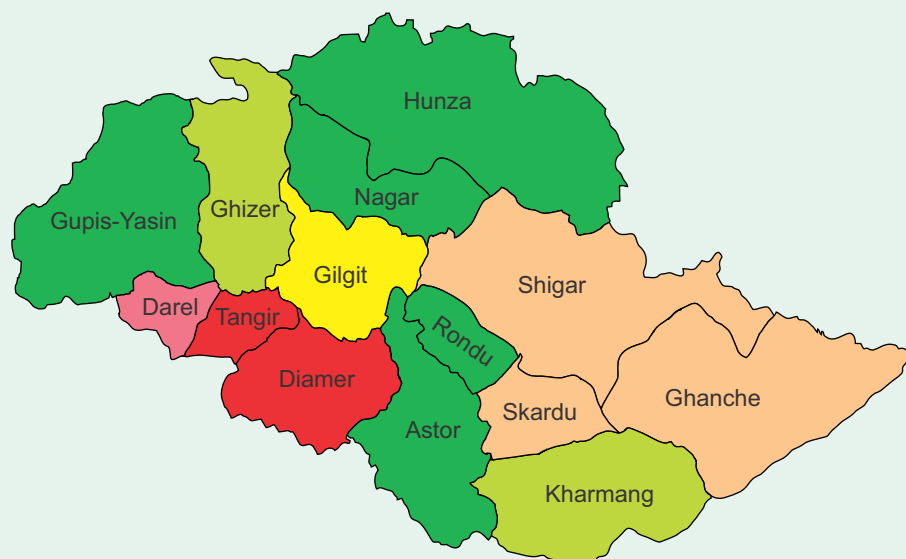 Hunza
Nagar
Ghizer
Gupis-Yasin
Gilgit
Shigar
Darel
Tangir
Rondu
Diamer
Skardu
Ghanche
Astor
Kharmang